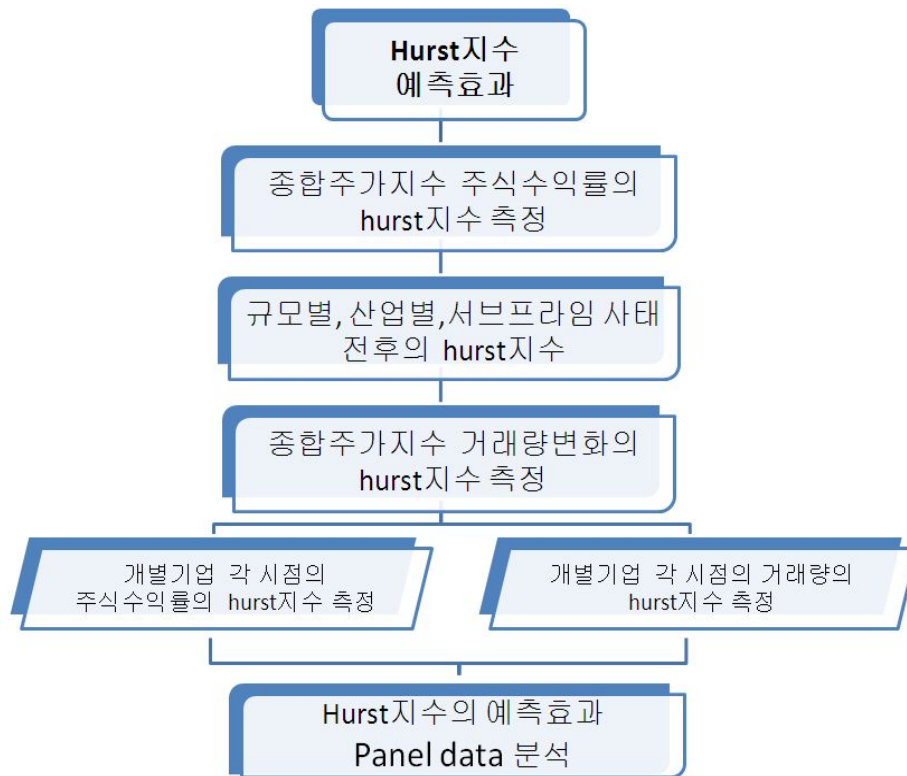 Hurst지수
예측효과
종합주가지수 주식수익률의
hurst지수 측정
규모별, 산업별,서브프라임 사태
전후의 hurst지수
종합주가지수 거래량변화의
hurst지수 측정
개별기업 각 시점의
주식수익률의 hurst지수 측정
개별기업 각 시점의 거래량의
hurst지수 측정
Hurst지수의 예측효과
Panel data 분석